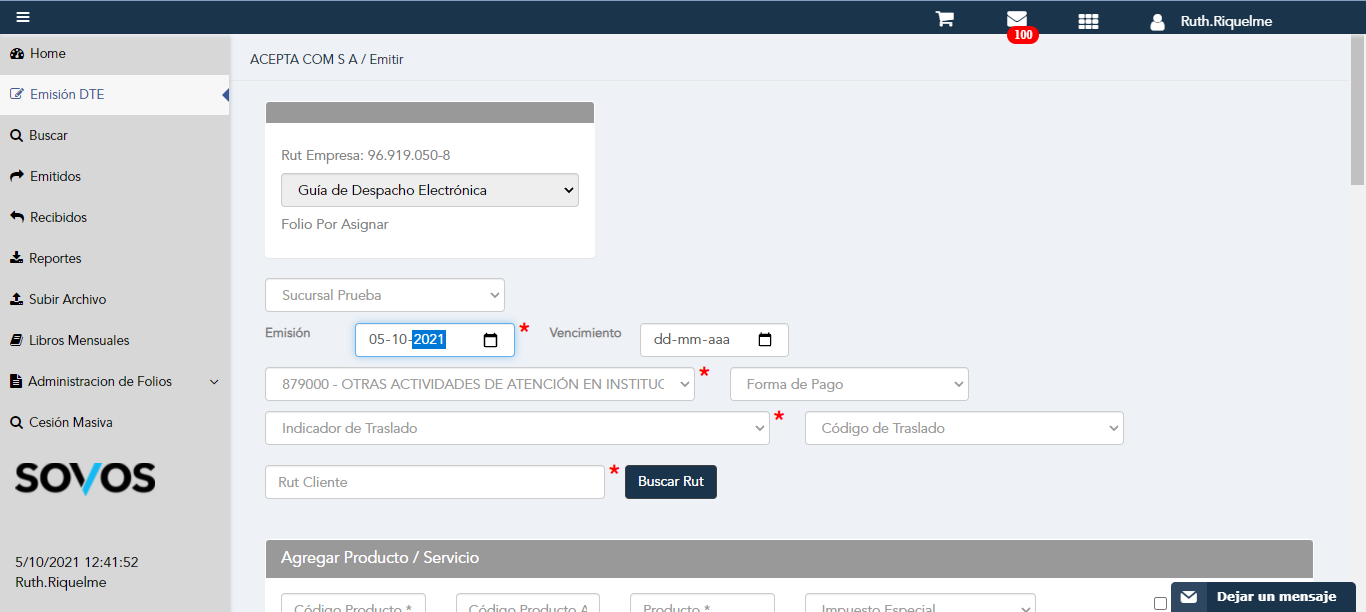 100
Ruth.Riquelme
Home
Emisión DTE
Buscar
Emitidos
Recibidos
Reportes
Subir Archivo
Libros Mensuales
Administracion de Folios
Cesión Masiva
SOVOS
5/10/2021 12:41:52
Ruth.Riquelme
ACEPTA COM S A / Emitir
Rut Empresa: 96.919.050-8
Guía de Despacho Electrónica
Folio Por Asignar
Sucursal Prueba
Emisión 05-10-2021 * Vencimiento dd-mm-aaa
879000 - OTRAS ACTIVIDADES DE ATENCIÓN EN INSTITUC * Forma de Pago
Indicador de Traslado * Código de Traslado
Rut Cliente * Buscar Rut
Agregar Producto / Servicio
Código Producto * Código Producto A Producto * Impuesto Especial
Dejar un mensaje